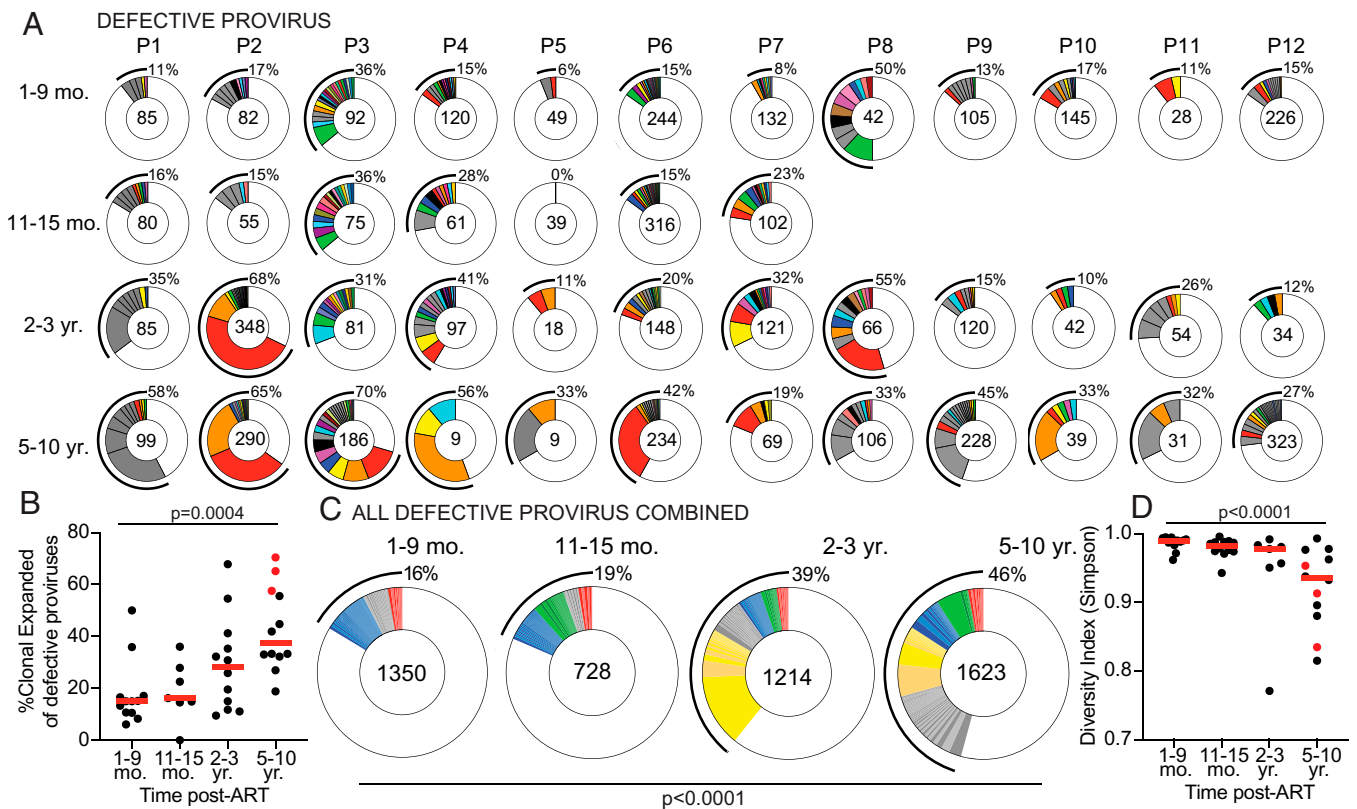 A
DEFECTIVE PROVIRUS
P1 P2 P3 P4 P5 P6 P7 P8 P9 P10 P11 P12
1-9 mo.
11% 17% 36% 15% 6% 15% 8% 50% 13% 17% 11% 15%
85 82 92 120 49 244 132 42 105 145 28 226
11-15 mo.
16% 15% 36% 28% 0% 15% 23%
80 55 75 61 39 316 102
2-3 yr.
35% 68% 31% 41% 11% 20% 32% 55% 15% 10% 26% 12%
85 348 81 97 18 148 121 66 120 42 54 34
5-10 yr.
58% 65% 70% 56% 33% 42% 19% 33% 45% 33% 32% 27%
99 290 186 9 9 234 69 106 228 39 31 323
B
p=0.0004
%Clonal Expanded
of defective proviruses
80
60
40
20
0
1-9 11-15 2-3 5-10
mo. mo. yr. yr.
Time post-ART
C ALL DEFECTIVE PROVIRUS COMBINED
1-9 mo. 11-15 mo. 2-3 yr. 5-10 yr.
16% 19% 39% 46%
1350 728 1214 1623
p<0.0001
D
p<0.0001
Diversity Index (Simpson)
1.0
0.9
0.8
0.7
1-9 11-15 2-3 5-10
mo. mo. yr. yr.
Time post-ART